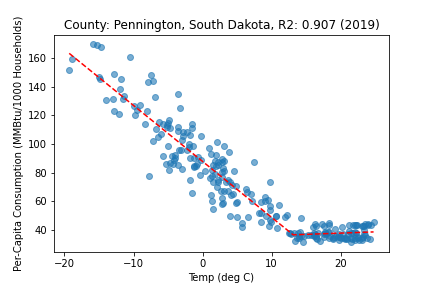 County: Pennington, South Dakota, R2: 0.907 (2019)
Per-Capita Consumption (MMBtu/1000 Households)
160
140
120
100
80
60
40
−20 −10 0 10 20
Temp (deg C)